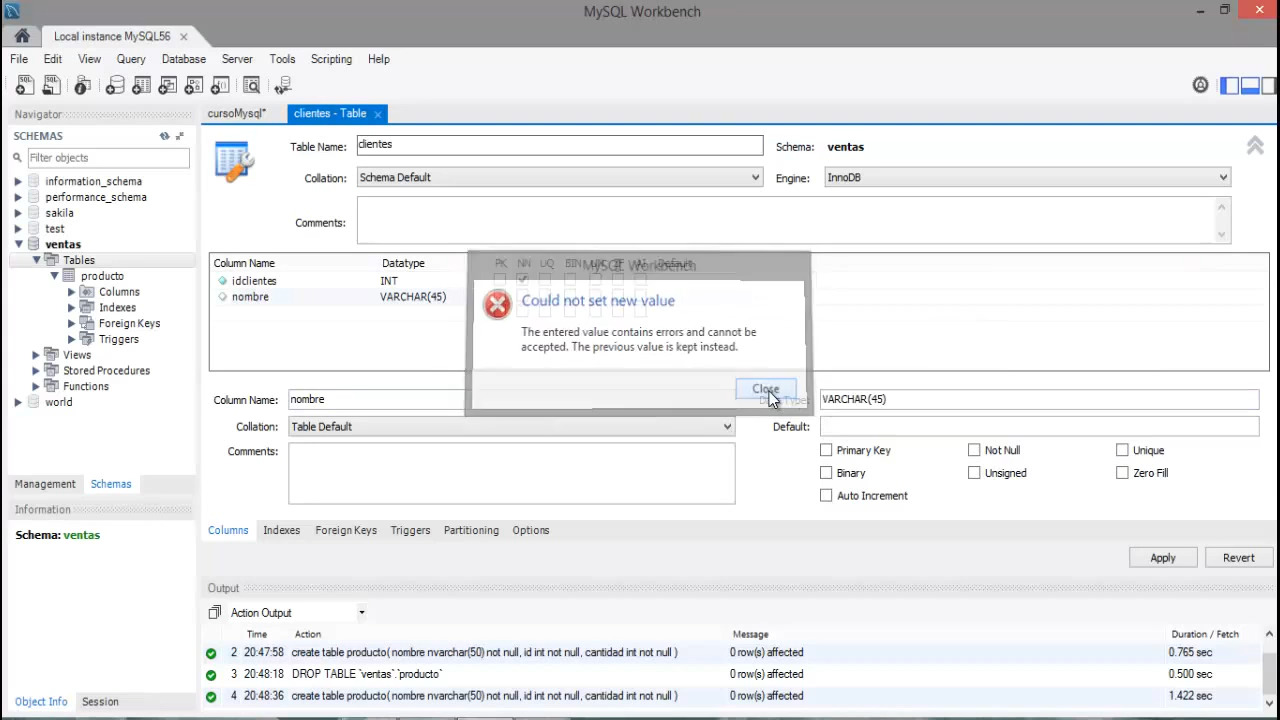 MySQL Workbench
Local instance MySQL56
File Edit View Query Database Server Tools Scripting Help
Navigator
SCHEMAS
Filter objects
information_schema
performance_schema
sakila
test
ventas
Tables
producto
Columns
Indexes
Foreign Keys
Triggers
Views
Stored Procedures
Functions
world
Management Schemas
Information
Schema: ventas
Object Info Session
cursoMysql* clientes - Table
Table Name: clientes Schema: ventas
Collation: Schema Default Engine: InnoDB
Comments:
Column Name Datatype PK NN UQ BIN UN ZF AI Default
idclientes INT
nombre VARCHAR(45)
MySQL Workbench
Could not set new value
The entered value contains errors and cannot be
accepted. The previous value is kept instead.
Close
Column Name: nombre Data Type: VARCHAR(45)
Collation: Table Default Default:
Comments: Primary Key Not Null Unique
Binary Unsigned Zero Fill
Auto Increment
Columns Indexes Foreign Keys Triggers Partitioning Options
Apply Revert
Output
Action Output
Time Action Message Duration / Fetch
2 20:47:58 create table producto( nombre nvarchar(50) not null, id int not null, cantidad int not null ) 0 row(s) affected 0.765 sec
3 20:48:18 DROP TABLE `ventas`.`producto` 0 row(s) affected 0.500 sec
4 20:48:36 create table producto( nombre nvarchar(50) not null, id int not null, cantidad int not null ) 0 row(s) affected 1.422 sec